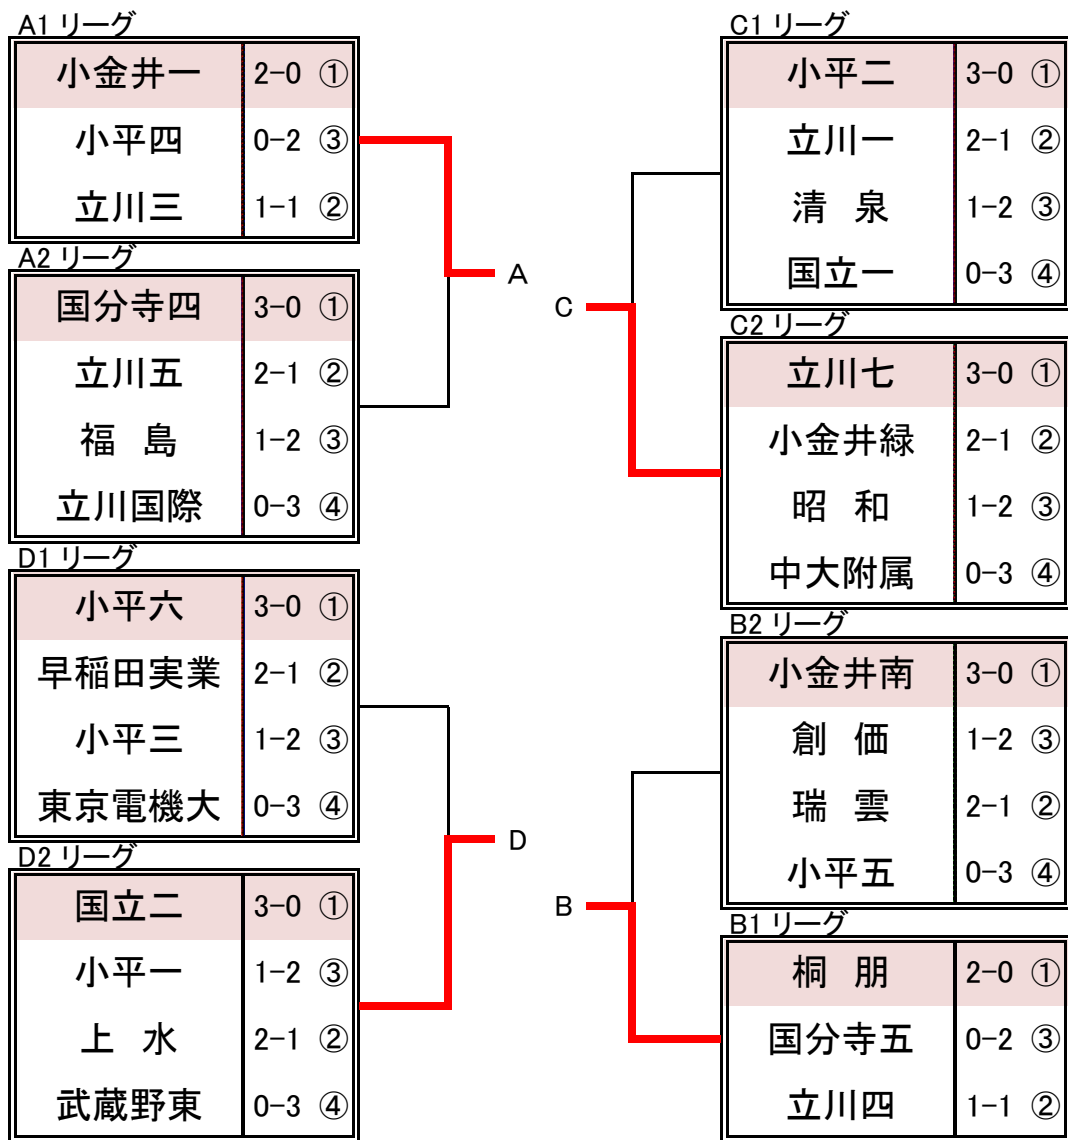 A1 リーグ
小金井一 2-0 ①
小平四 0-2 ③
立川三 1-1 ②
A2 リーグ
国分寺四 3-0 ①
立川五 2-1 ②
福 島 1-2 ③
立川国際 0-3 ④
A
D1 リーグ
小平六 3-0 ①
早稲田実業 2-1 ②
小平三 1-2 ③
東京電機大 0-3 ④
D2 リーグ
国立二 3-0 ①
小平一 1-2 ③
上 水 2-1 ②
武蔵野東 0-3 ④
D
C1 リーグ
小平二 3-0 ①
立川一 2-1 ②
清 泉 1-2 ③
国立一 0-3 ④
C
C2 リーグ
立川七 3-0 ①
小金井緑 2-1 ②
昭 和 1-2 ③
中大附属 0-3 ④
B2 リーグ
小金井南 3-0 ①
創 価 1-2 ③
瑞 雲 2-1 ②
小平五 0-3 ④
B
B1 リーグ
桐 朋 2-0 ①
国分寺五 0-2 ③
立川四 1-1 ②